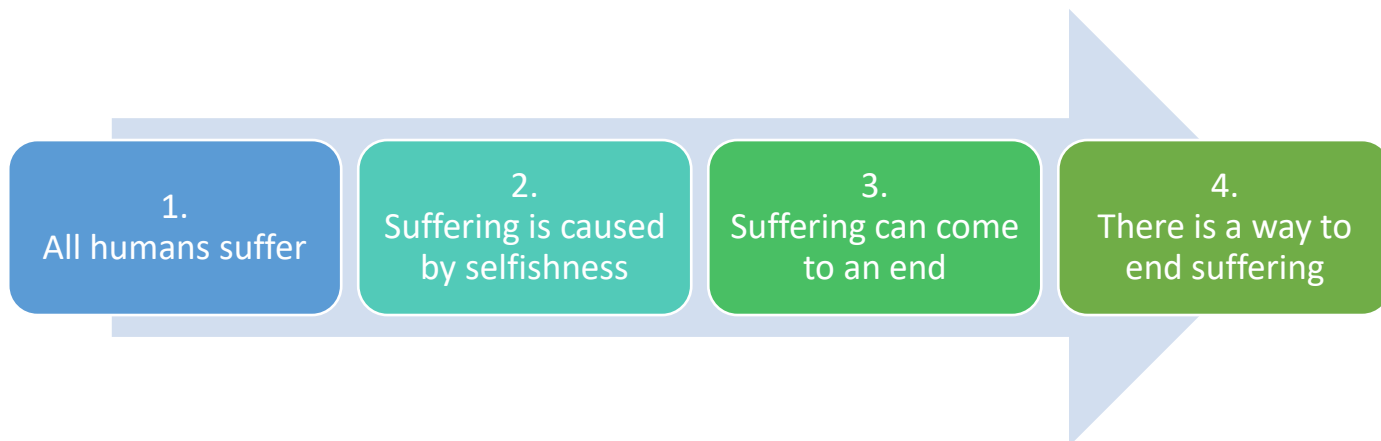 1.
All humans suffer
2.
Suffering is caused
by selfishness
3.
Suffering can come
to an end
4.
There is a way to
end suffering